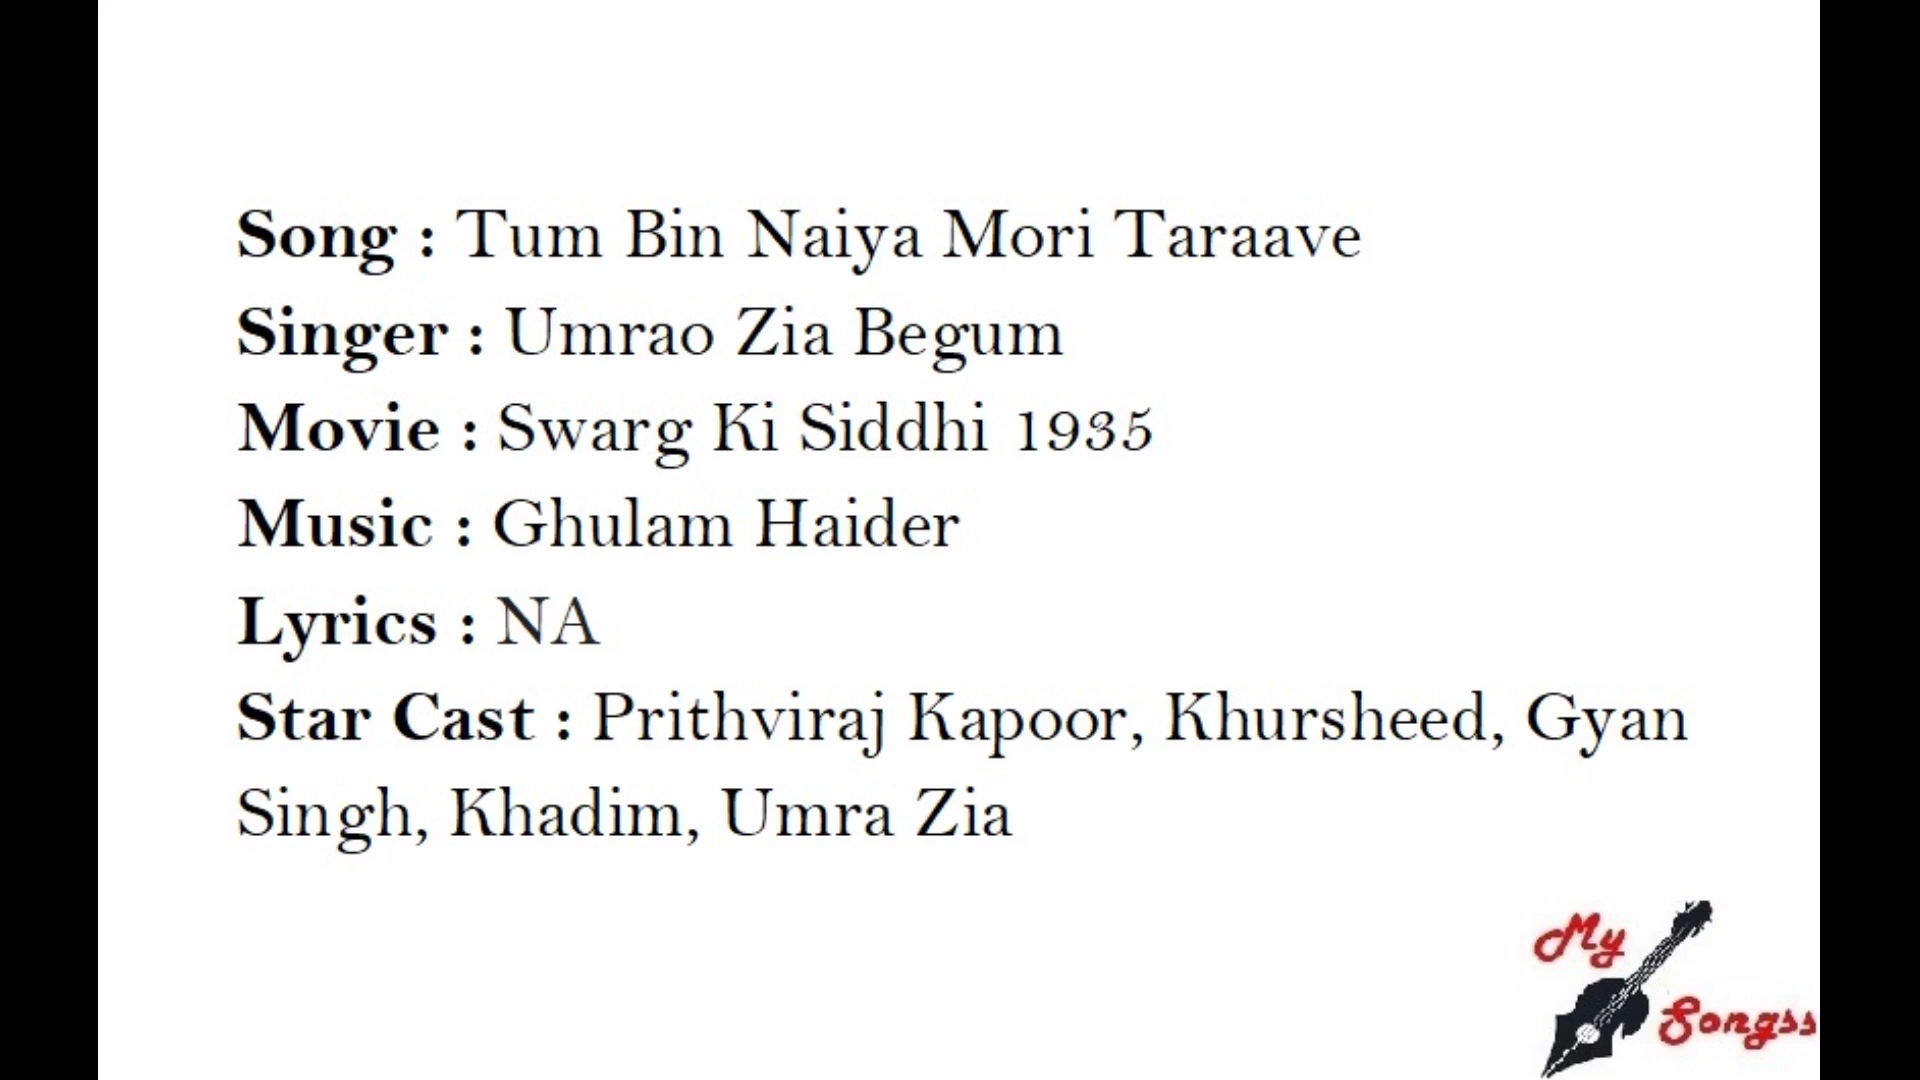 Song : Tum Bin Naiya Mori Taraave
Singer : Umrao Zia Begum
Movie : Swarg Ki Siddhi 1935
Music : Ghulam Haider
Lyrics : NA
Star Cast : Prithviraj Kapoor, Khursheed, Gyan
Singh, Khadim, Umra Zia
My
Songss